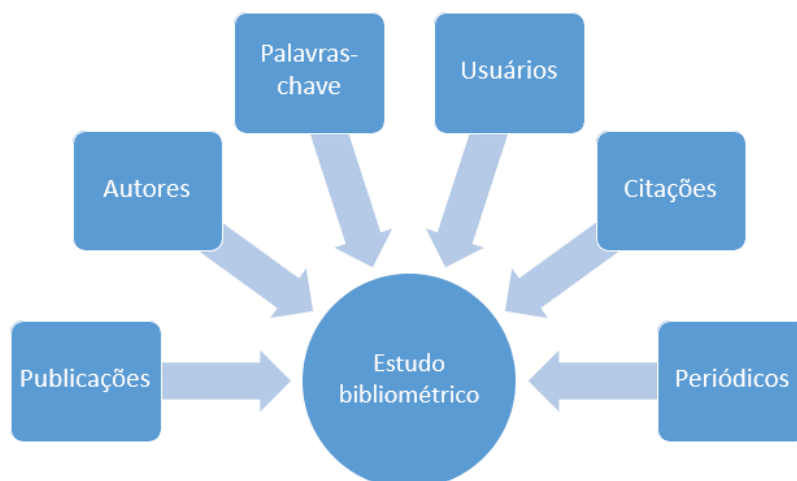 Palavras-
chave
Usuários
Autores
Citações
Publicações
Estudo
bibliométrico
Periódicos